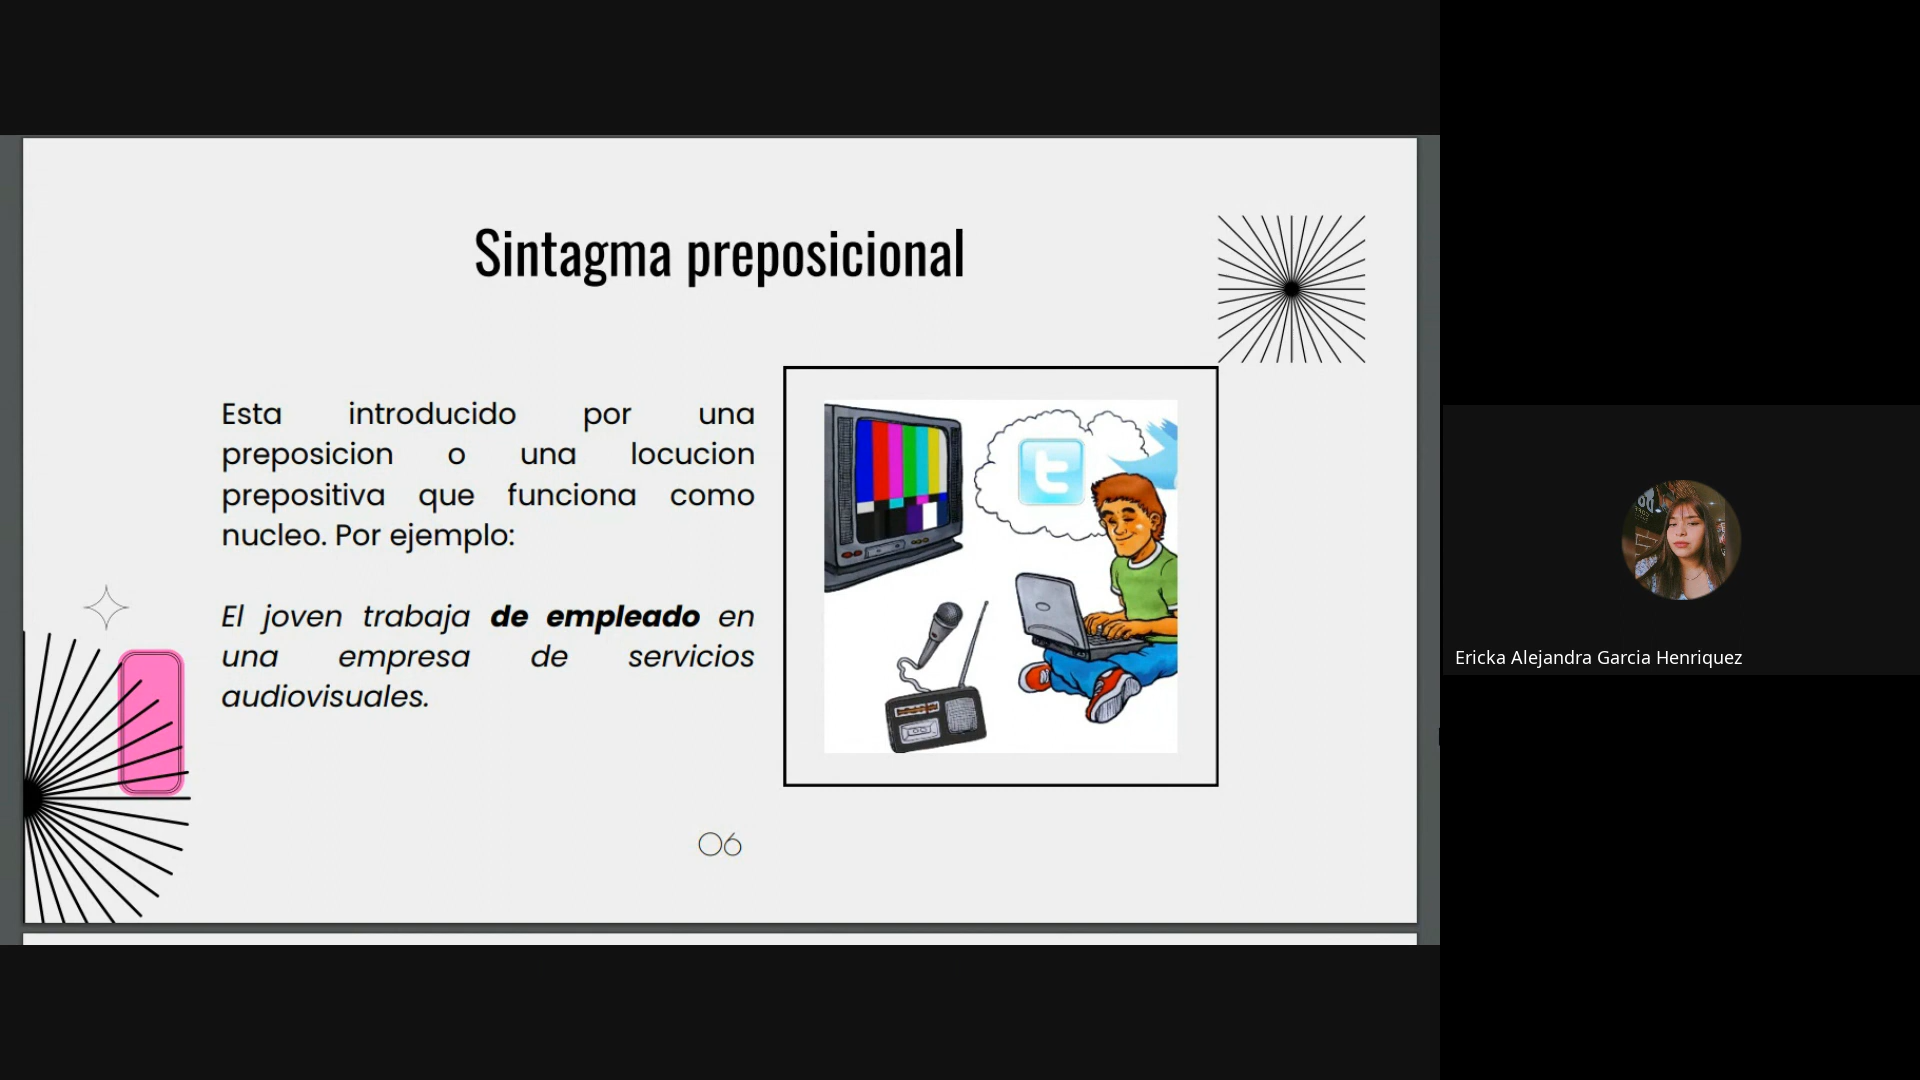 Sintagma preposicional
Esta introducido por una
preposicion o una locucion
prepositiva que funciona como
nucleo. Por ejemplo:
El joven trabaja de empleado en
una empresa de servicios
audiovisuales.
t
06
Ericka Alejandra Garcia Henriquez